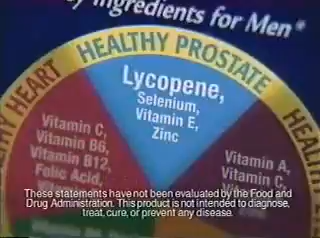 Ingredients for Men*
HEALTHY PROSTATE
HEART
Lycopene,
Selenium,
Vitamin E,
Zinc
Vitamin C,
Vitamin B6,
Vitamin B12,
Folic Acid,
Vitamin A,
Vitamin C,
These statements have not been evaluated by the Food and
Drug Administration. This product is not intended to diagnose,
treat, cure, or prevent any disease.